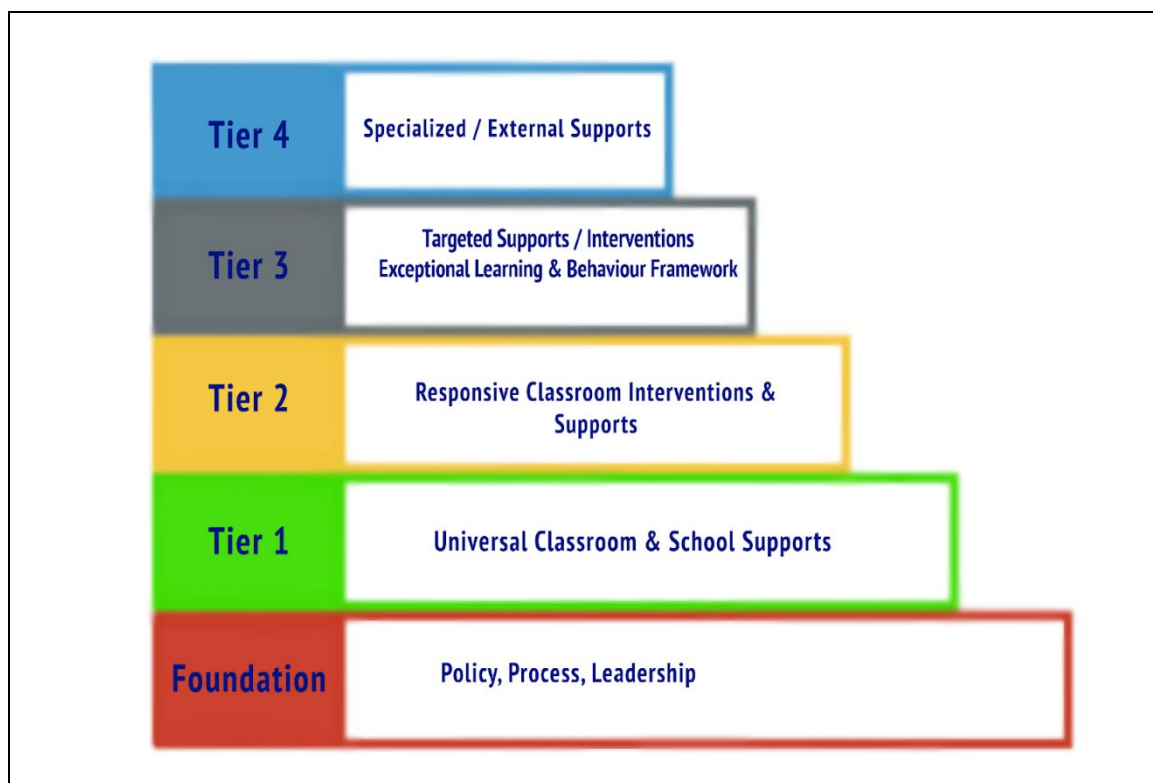 Tier 4
Specialized / External Supports
Tier 3
Targeted Supports / Interventions
Exceptional Learning & Behaviour Framework
Tier 2
Responsive Classroom Interventions &
Supports
Tier 1
Universal Classroom & School Supports
Foundation
Policy, Process, Leadership